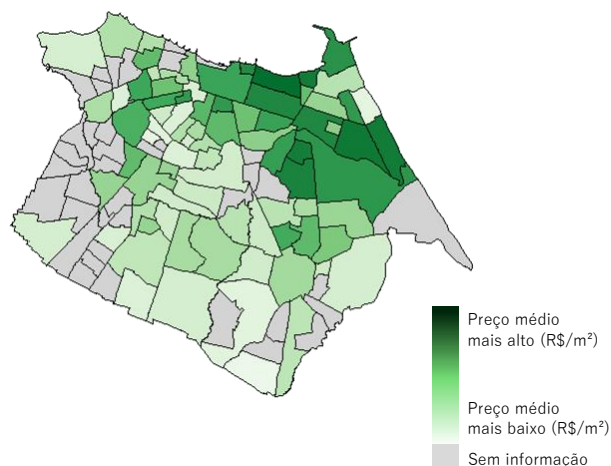 Preço médio
mais alto (R$/m²)
Preço médio
mais baixo (R$/m²)
Sem informação